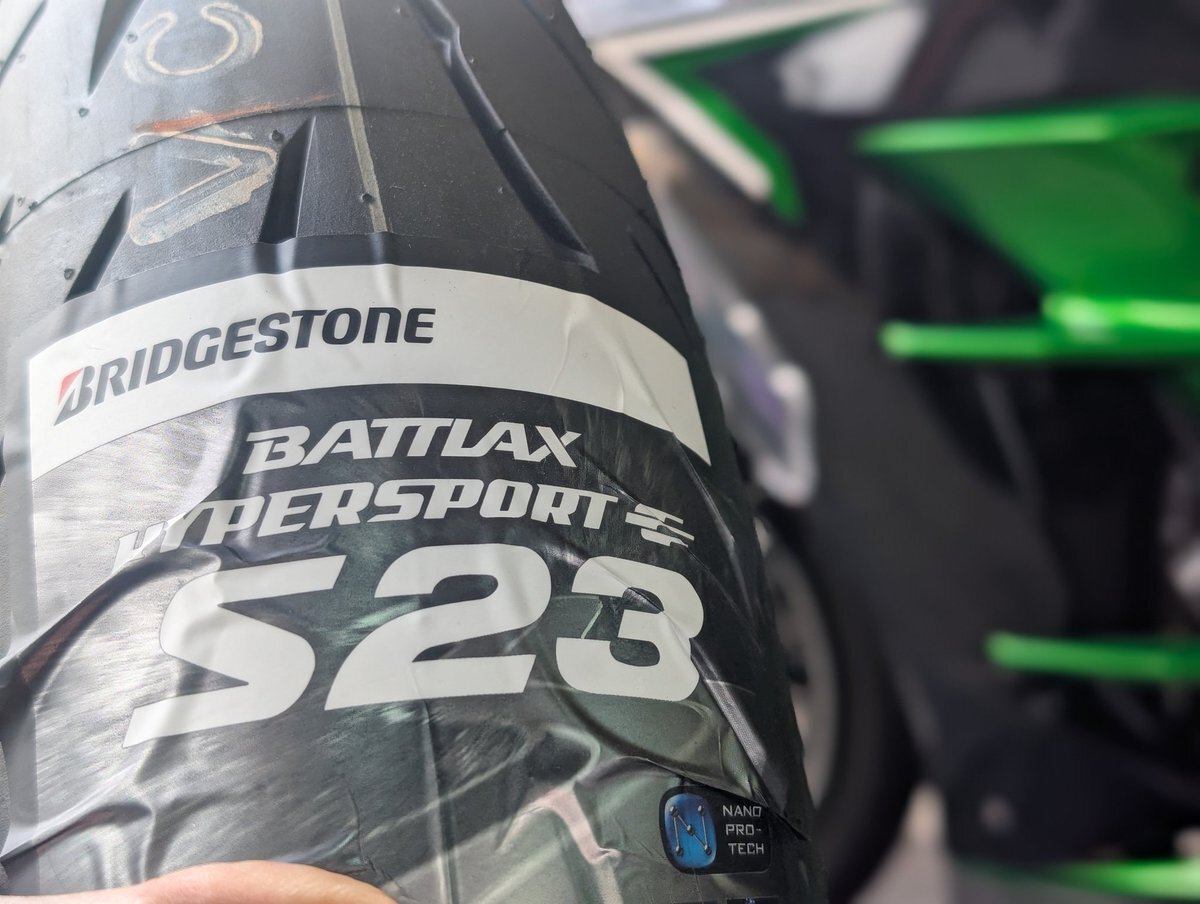 BRIDGESTONE
BATTLAX
HYPERSPORT
S23
NANO
PRO-
TECH